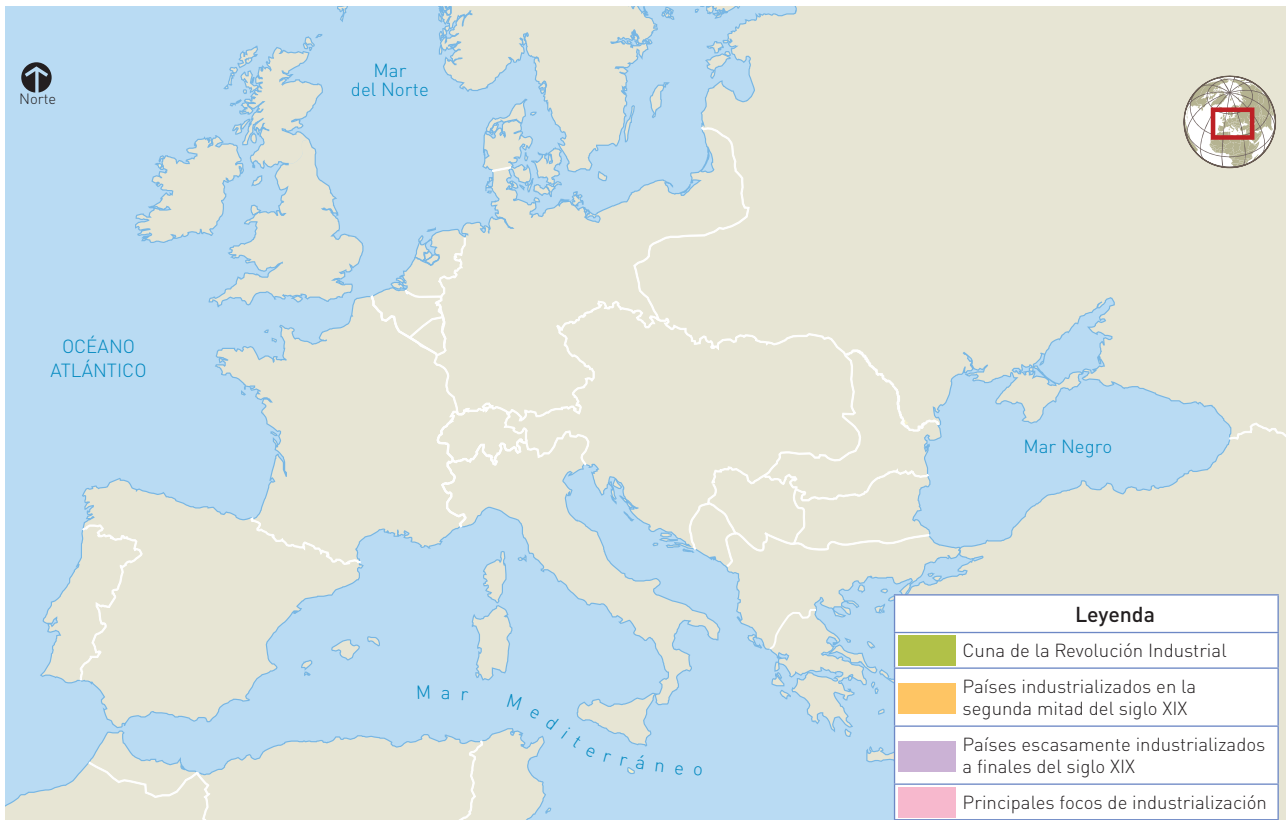 Norte
Mar
del Norte
OCÉANO
ATLÁNTICO
Mar Negro
Mar Mediterráneo
Leyenda
Cuna de la Revolución Industrial
Países industrializados en la
segunda mitad del siglo XIX
Países escasamente industrializados
a finales del siglo XIX
Principales focos de industrialización